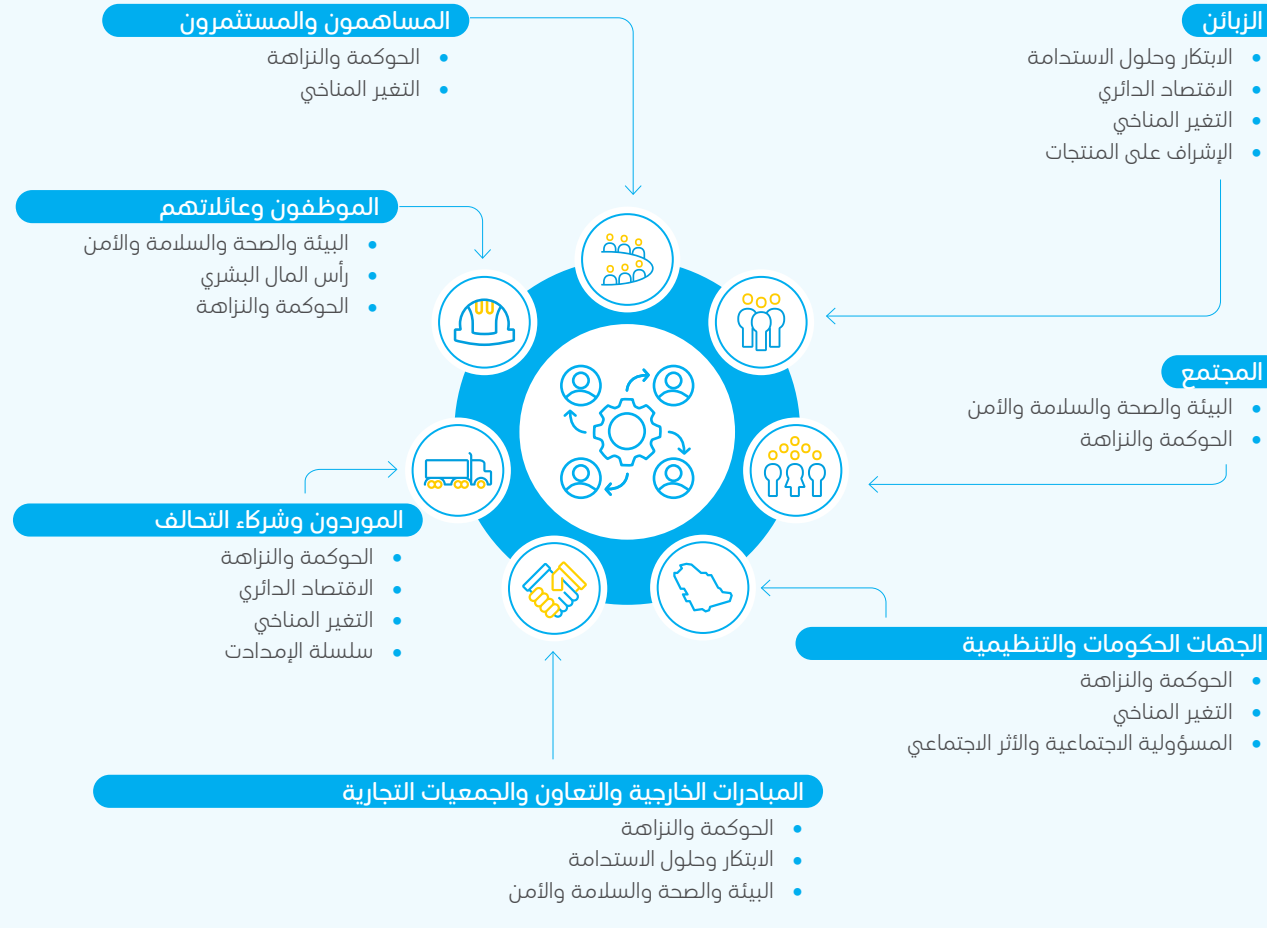 الزبائن
الابتكار وحلول الاستدامة
الاقتصاد الدائري
التغير المناخي
الإشراف على المنتجات
المساهمون والمستثمرون
الحوكمة والنزاهة
التغير المناخي
الموظفون وعائلاتهم
البيئة والصحة والسلامة والأمن
رأس المال البشري
الحوكمة والنزاهة
المجتمع
البيئة والصحة والسلامة والأمن
الحوكمة والنزاهة
الموردون وشركاء التحالف
الحوكمة والنزاهة
الاقتصاد الدائري
التغير المناخي
سلسلة الإمدادت
الجهات الحكومات والتنظيمية
الحوكمة والنزاهة
التغير المناخي
المسؤولية الاجتماعية والأثر الاجتماعي
المبادرات الخارجية والتعاون والجمعيات التجارية
الحوكمة والنزاهة
الابتكار وحلول الاستدامة
البيئة والصحة والسلامة والأمن